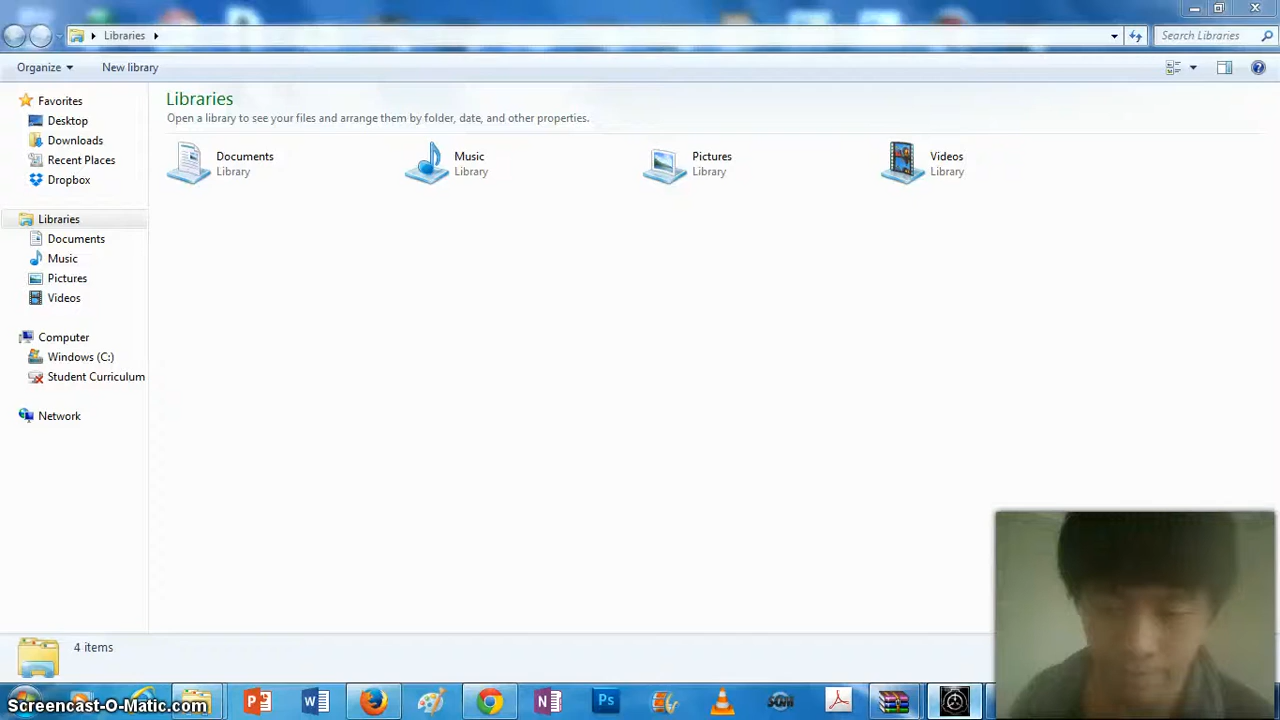 Libraries
Search Libraries
Organize
New library
Favorites
Desktop
Downloads
Recent Places
Dropbox
Libraries
Documents
Music
Pictures
Videos
Computer
Windows (C:)
Student Curriculum
Network
Libraries
Open a library to see your files and arrange them by folder, date, and other properties.
Documents
Library
Music
Library
Pictures
Library
Videos
Library
4 items
Screencast-O-Matic.com
P
W
N
Ps
SOW